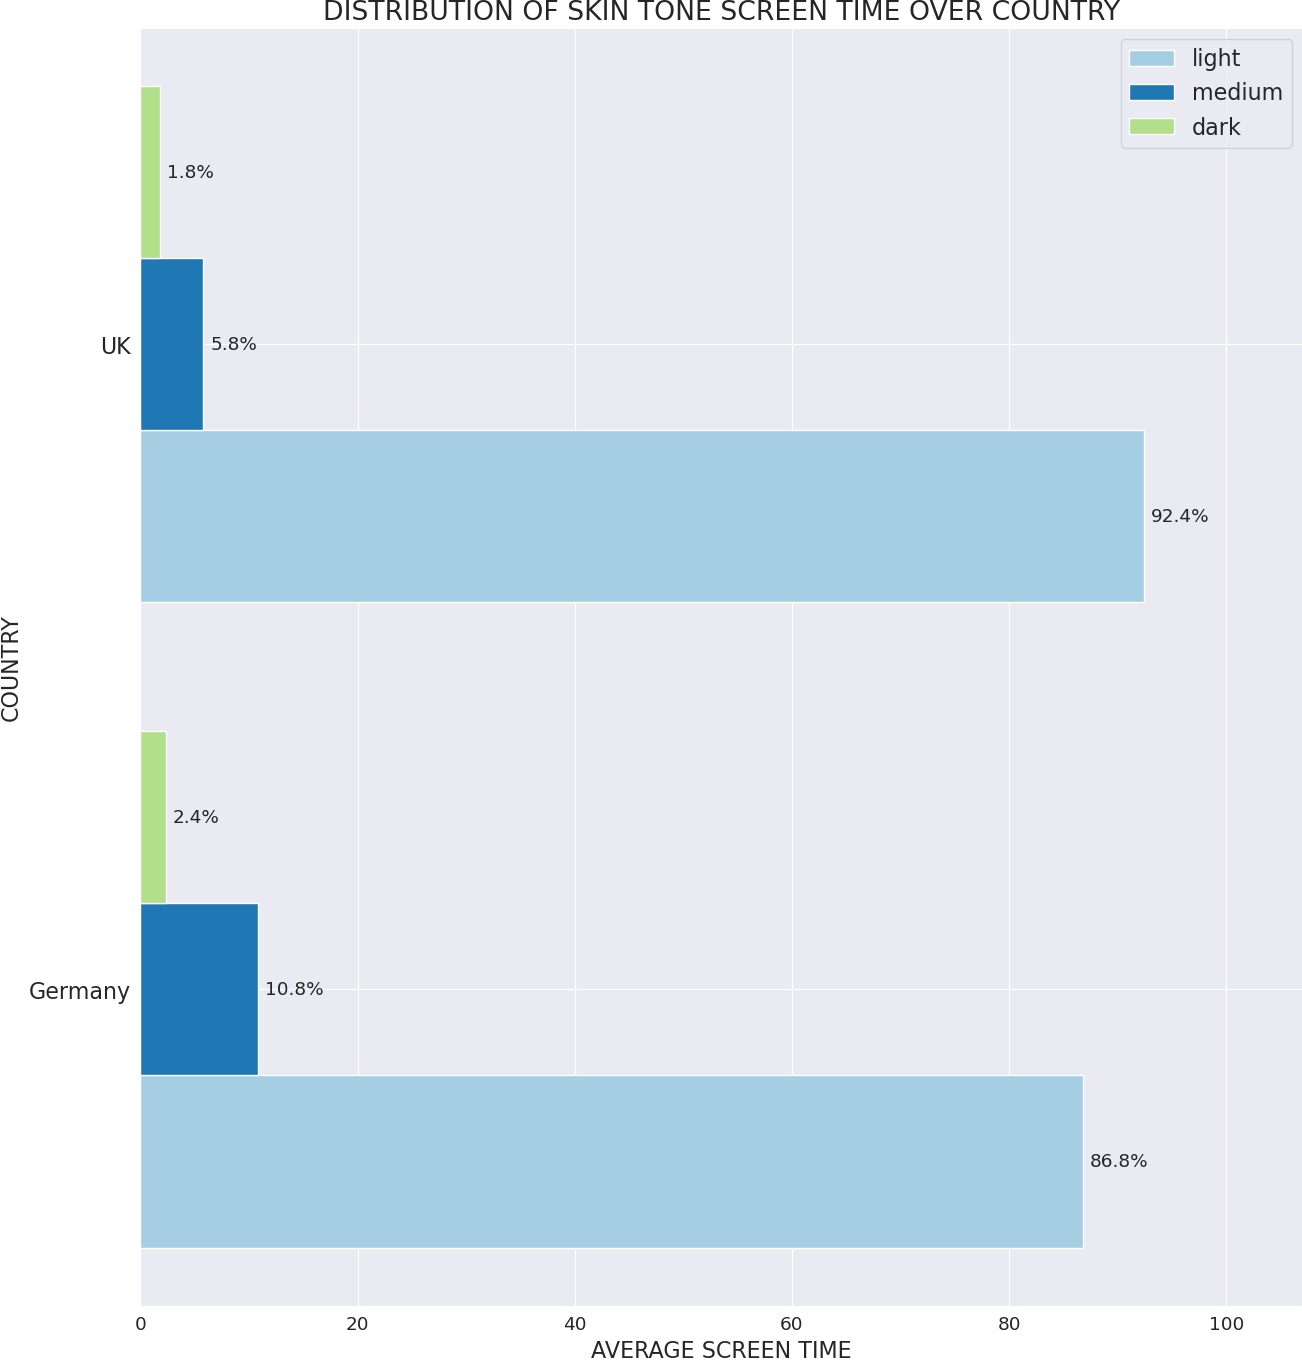 DISTRIBUTION OF SKIN TONE SCREEN TIME OVER COUNTRY
light
medium
dark
1.8%
UK
5.8%
92.4%
COUNTRY
2.4%
Germany
10.8%
86.8%
0 20 40 60 80 100
AVERAGE SCREEN TIME